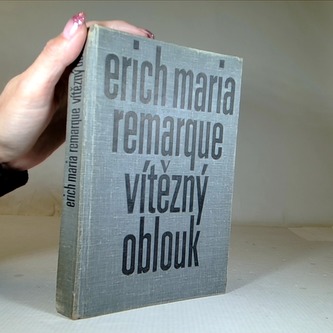 erich maria
remarque
vítězný
oblouk
erich maria remarque vítězný